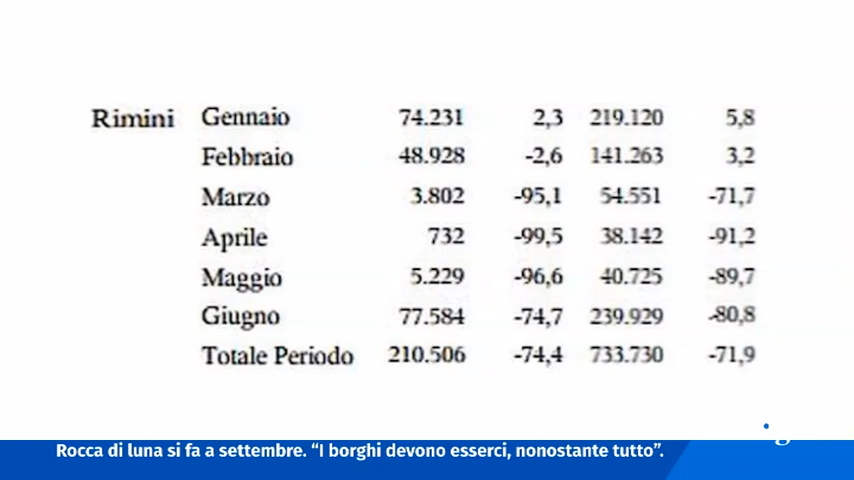 Rimini Gennaio 74.231 2,3 219.120 5,8
Febbraio 48.928 -2,6 141.263 3,2
Marzo 3.802 -95,1 54.551 -71,7
Aprile 732 -99,5 38.142 -91,2
Maggio 5.229 -96,6 40.725 -89,7
Giugno 77.584 -74,7 239.929 -80,8
Totale Periodo 210.506 -74,4 733.730 -71,9
Rocca di luna si fa a settembre. “I borghi devono esserci, nonostante tutto”.